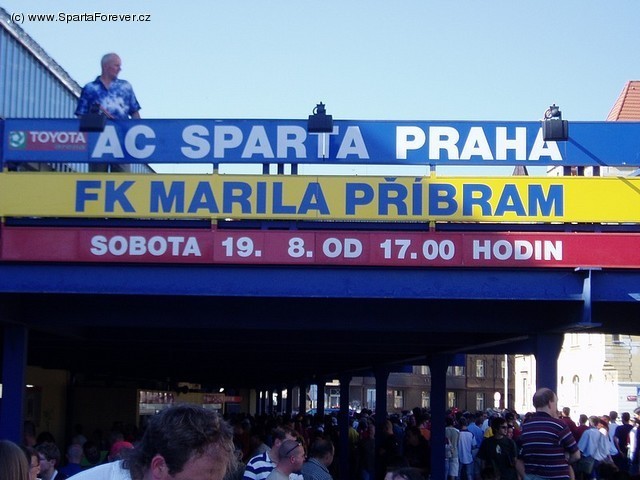 (c) www.SpartaForever.cz
TOYOTA
AC SPARTA PRAHA
FK MARILA PŘÍBRAM
SOBOTA 19. 8. OD 17.00 HODIN